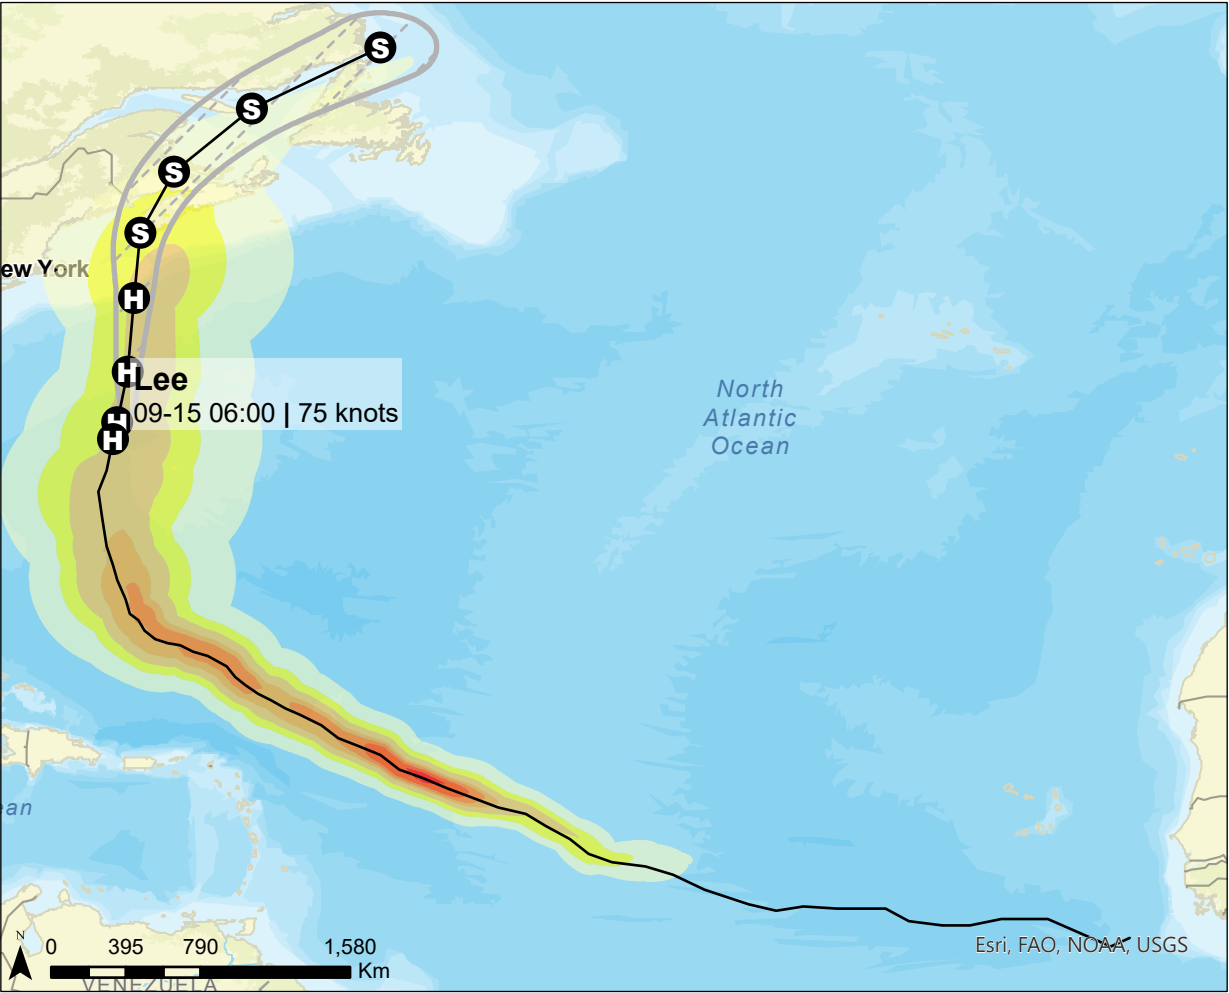 S
S
S
S
ew York
H
H
Lee
09-15 06:00 | 75 knots
H
H
North
Atlantic
Ocean
ean
N
0 395 790 1,580
Km
VENEZUELA
Esri, FAO, NOAA, USGS